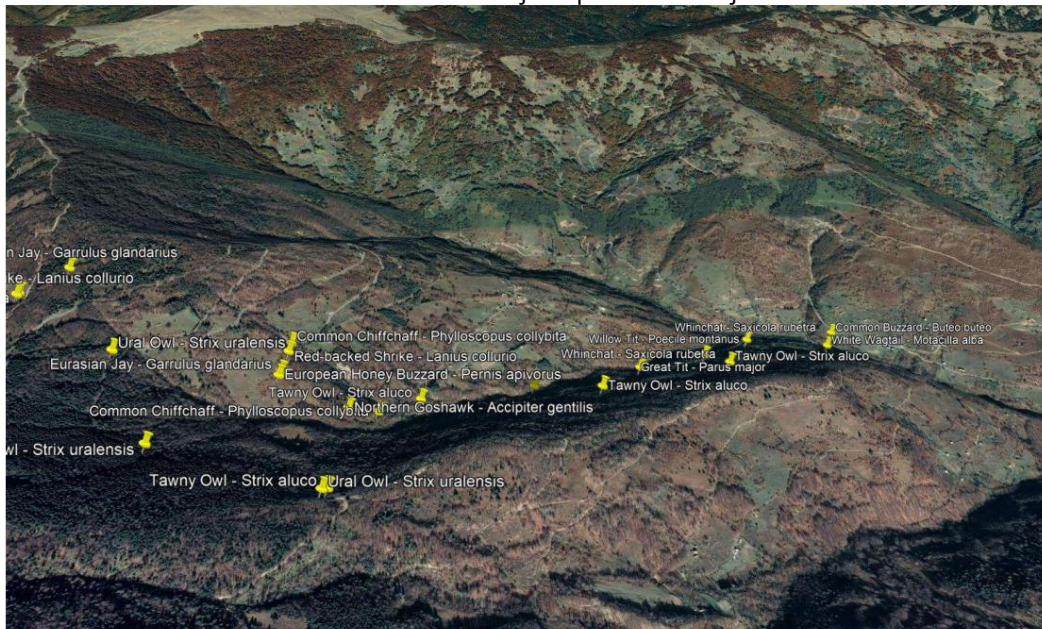 n Jay - Garrulus glandarius
ke - Lanius collurio
Whinchat - Saxicola rubetra
Common Buzzard - Buteo buteo
Common Chiffchaff - Phylloscopus collybita
Willow Tit - Poecile montanus
White Wagtail - Motacilla alba
Ural Owl - Strix uralensis
Red-backed Shrike - Lanius collurio
Whinchat - Saxicola rubetra
Tawny Owl - Strix aluco
Eurasian Jay - Garrulus glandarius
Great Tit - Parus major
European Honey Buzzard - Pernis apivorus
Tawny Owl - Strix aluco
Tawny Owl - Strix aluco
Common Chiffchaff - Phylloscopus collybita
Northern Goshawk - Accipiter gentilis
wl - Strix uralensis
Tawny Owl - Strix aluco
Ural Owl - Strix uralensis